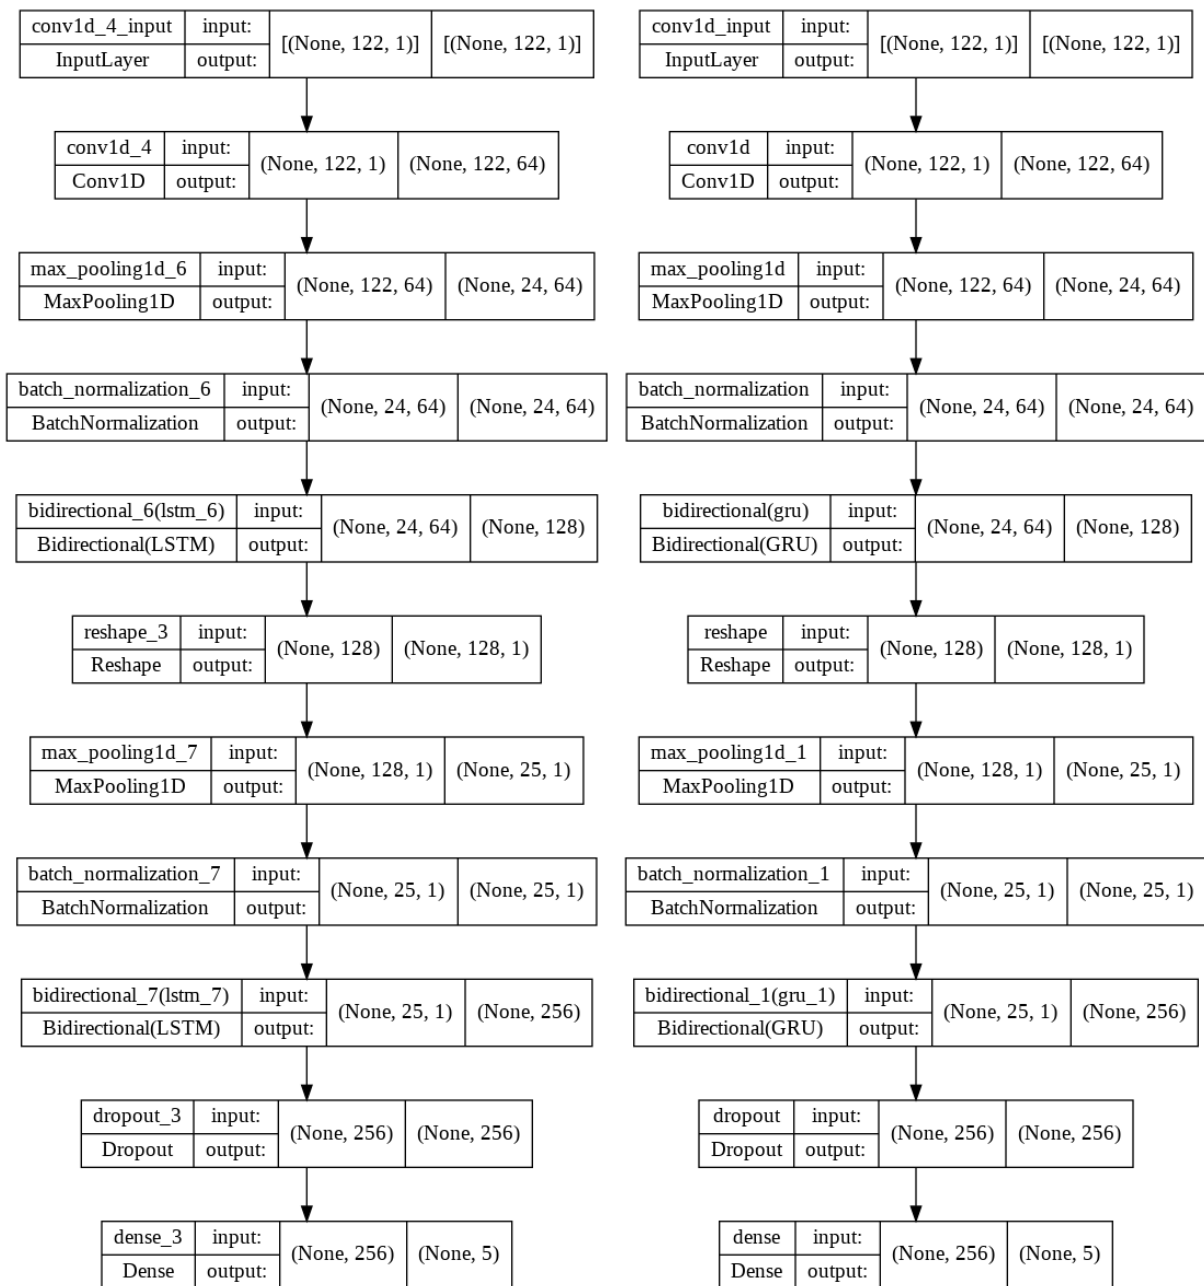 conv1d_4_input input: [(None, 122, 1)] [(None, 122, 1)]
InputLayer output:
conv1d_4 input: (None, 122, 1) (None, 122, 64)
Conv1D output:
max_pooling1d_6 input: (None, 122, 64) (None, 24, 64)
MaxPooling1D output:
batch_normalization_6 input: (None, 24, 64) (None, 24, 64)
BatchNormalization output:
bidirectional_6(lstm_6) input: (None, 24, 64) (None, 128)
Bidirectional(LSTM) output:
reshape_3 input: (None, 128) (None, 128, 1)
Reshape output:
max_pooling1d_7 input: (None, 128, 1) (None, 25, 1)
MaxPooling1D output:
batch_normalization_7 input: (None, 25, 1) (None, 25, 1)
BatchNormalization output:
bidirectional_7(lstm_7) input: (None, 25, 1) (None, 256)
Bidirectional(LSTM) output:
dropout_3 input: (None, 256) (None, 256)
Dropout output:
dense_3 input: (None, 256) (None, 5)
Dense output:
conv1d_input input: [(None, 122, 1)] [(None, 122, 1)]
InputLayer output:
conv1d input: (None, 122, 1) (None, 122, 64)
Conv1D output:
max_pooling1d input: (None, 122, 64) (None, 24, 64)
MaxPooling1D output:
batch_normalization input: (None, 24, 64) (None, 24, 64)
BatchNormalization output:
bidirectional(gru) input: (None, 24, 64) (None, 128)
Bidirectional(GRU) output:
reshape input: (None, 128) (None, 128, 1)
Reshape output:
max_pooling1d_1 input: (None, 128, 1) (None, 25, 1)
MaxPooling1D output:
batch_normalization_1 input: (None, 25, 1) (None, 25, 1)
BatchNormalization output:
bidirectional_1(gru_1) input: (None, 25, 1) (None, 256)
Bidirectional(GRU) output:
dropout input: (None, 256) (None, 256)
Dropout output:
dense input: (None, 256) (None, 5)
Dense output: